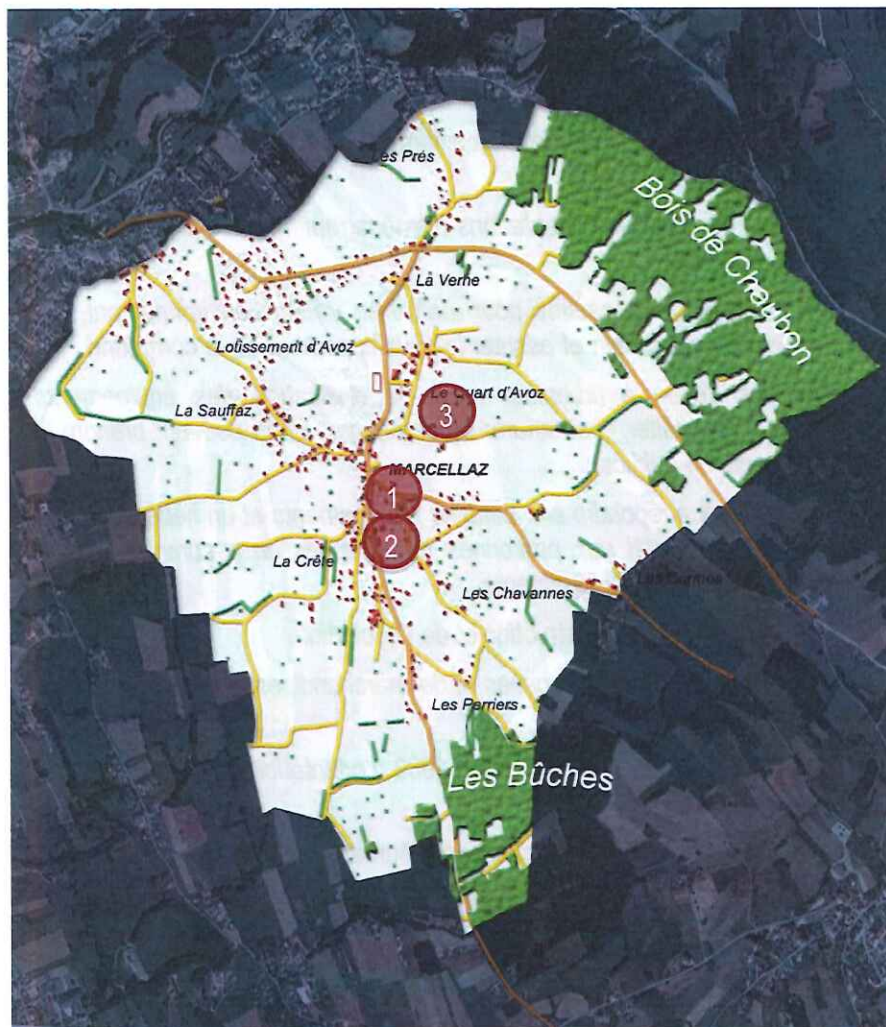 es Prés
Bois de Chaubon
La Verne
Lotissement d'Avoz
Le Quart d'Avoz
La Sauffaz
3
MARCELLAZ
1
2
La Crête
Les Chavannes
Les Perriers
Les Bûches